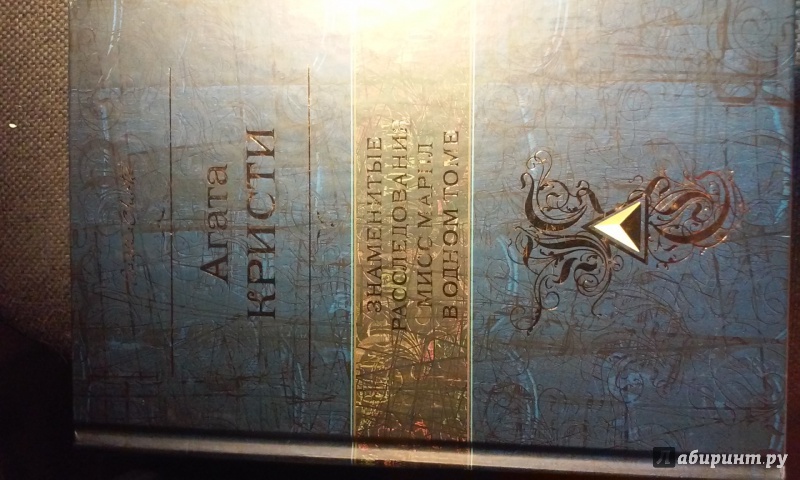 Агата
КРИСТИ
ЗНАМЕНИТЫЕ
РАССЛЕДОВАНИЯ
МИСС МАРПЛ
В ОДНОМ ТОМЕ
Лабиринт.ру